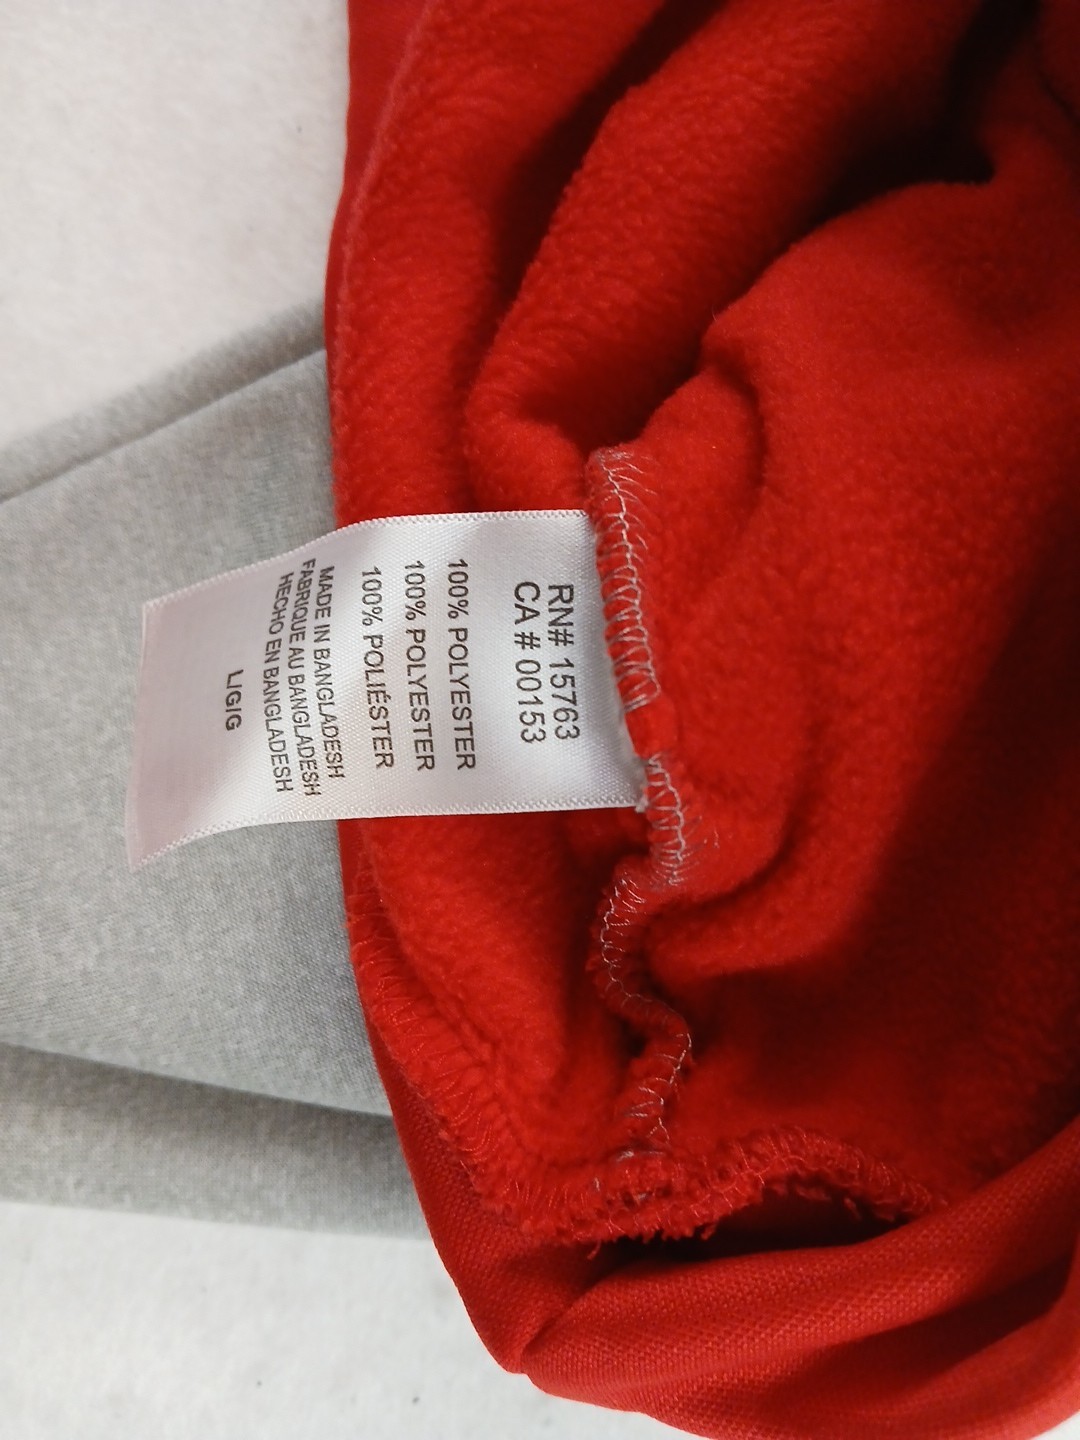 RN# 15763
CA # 00153
100% POLYESTER
100% POLYESTER
100% POLIÉSTER
MADE IN BANGLADESH
FABRIQUE AU BANGLADESH
HECHO EN BANGLADESH
L/G/G